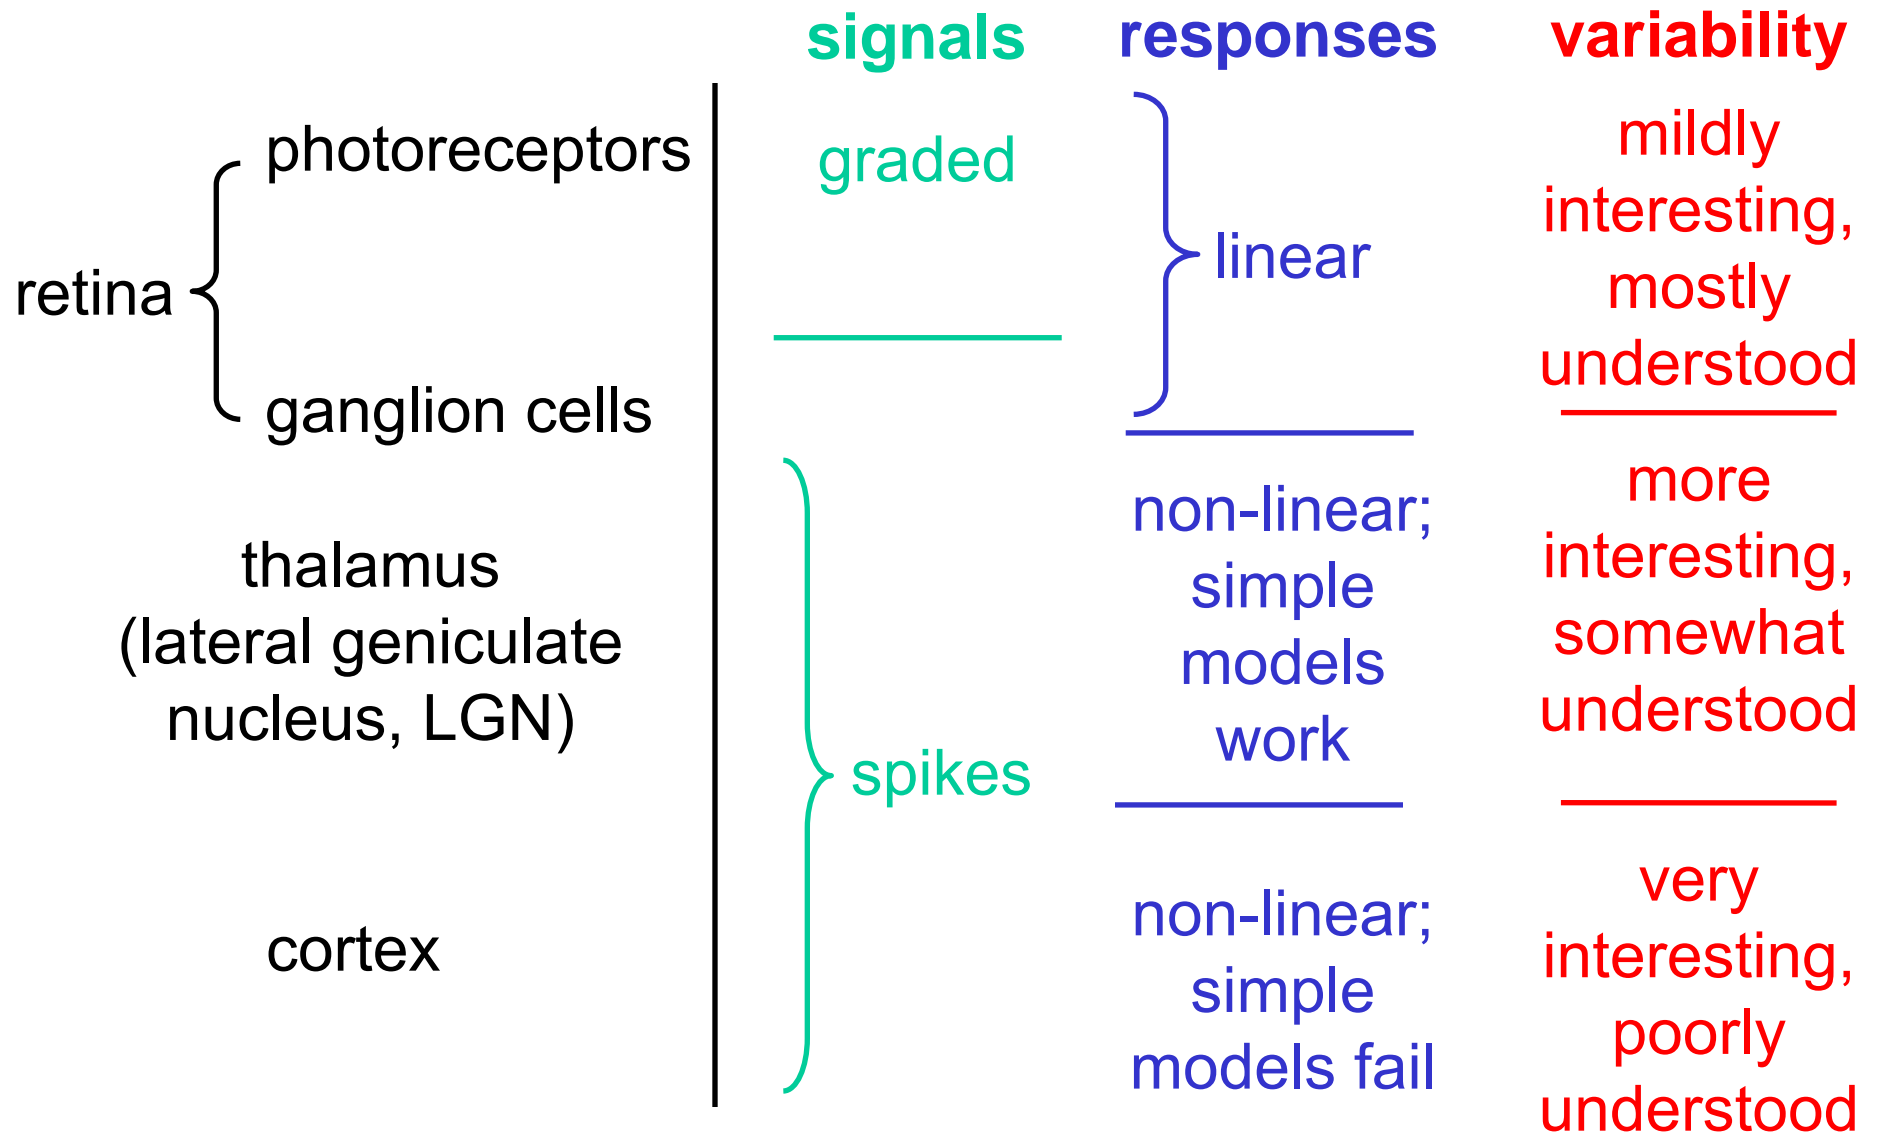 signals responses variability
photoreceptors
graded
mildly
interesting,
mostly
understood
linear
retina
ganglion cells
thalamus
(lateral geniculate
nucleus, LGN)
spikes
non-linear;
simple
models
work
more
interesting,
somewhat
understood
cortex
non-linear;
simple
models fail
very
interesting,
poorly
understood